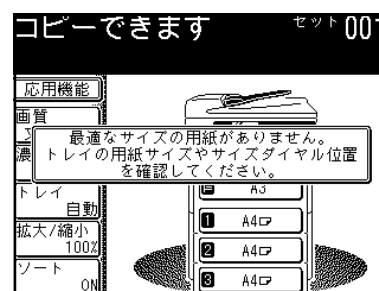 コピーできます
セット 001
応用機能
画質
最適なサイズの用紙がありません。
トレイの用紙サイズやサイズダイヤル位置
を確認してください。
濃
トレイ
自動
拡大/縮小
100%
ソート
ON
A3
1 A4
2 A4
3 A4